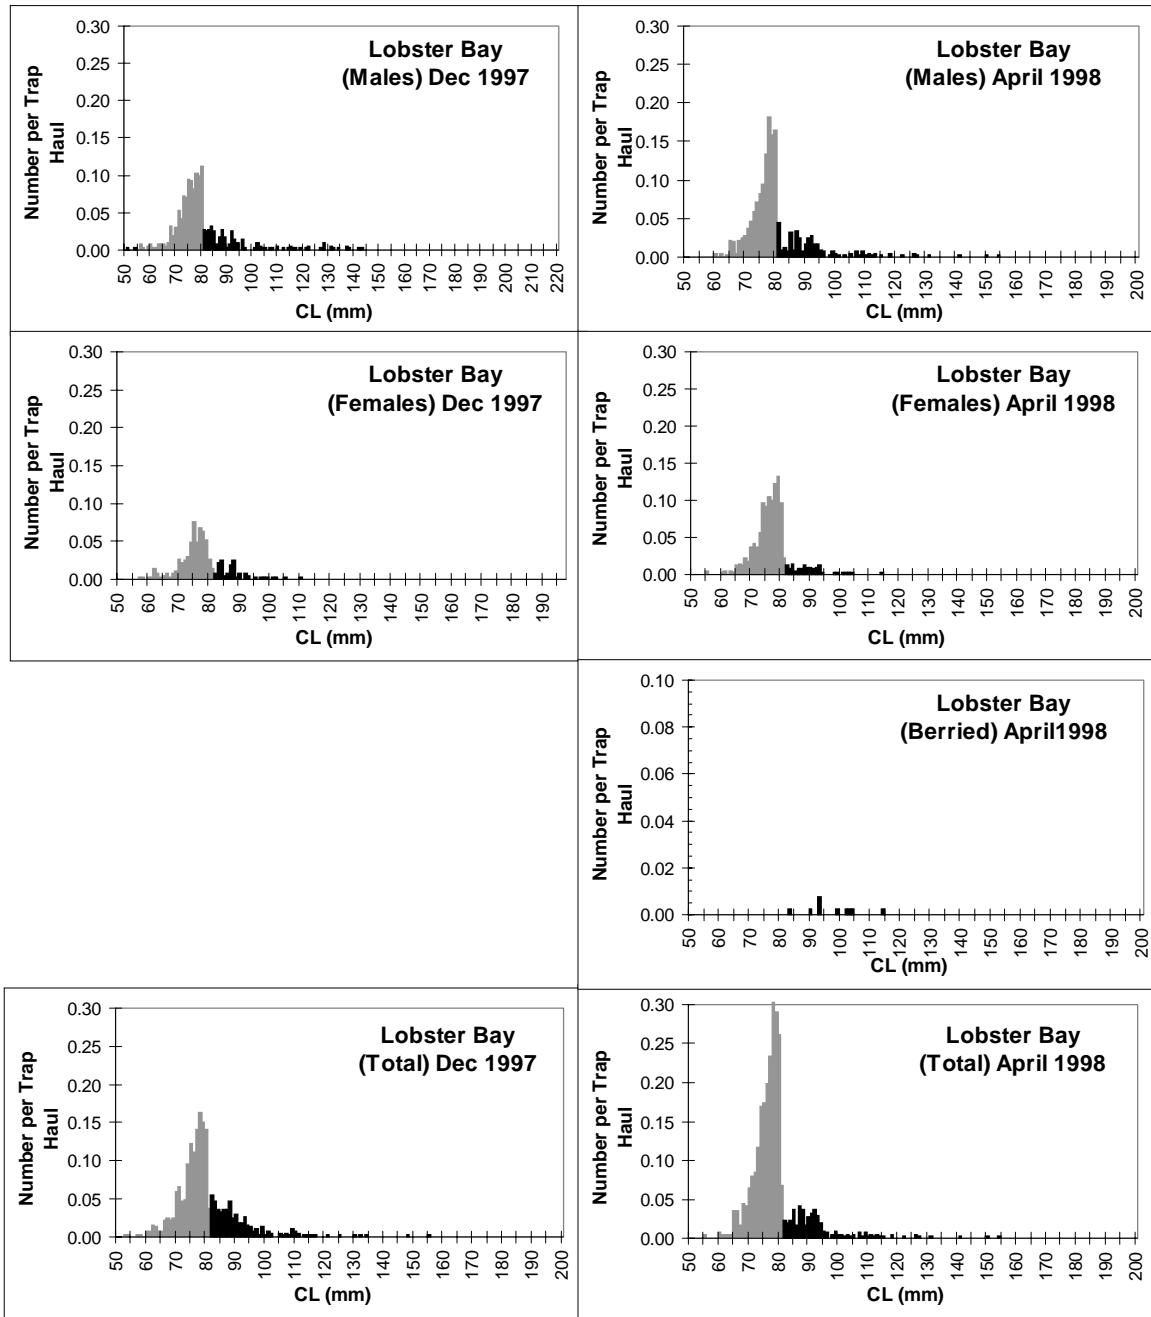 0.30
0.25
0.20
0.15
0.10
0.05
0.00
Number per Trap
Haul
Lobster Bay
(Males) Dec 1997
50 60 70 80 90 100 110 120 130 140 150 160 170 180 190 200 210 220
CL (mm)
0.30
0.25
0.20
0.15
0.10
0.05
0.00
Number per Trap
Haul
Lobster Bay
(Males) April 1998
50 60 70 80 90 100 110 120 130 140 150 160 170 180 190 200
CL (mm)
0.30
0.25
0.20
0.15
0.10
0.05
0.00
Number per Trap
Haul
Lobster Bay
(Females) Dec 1997
50 60 70 80 90 100 110 120 130 140 150 160 170 180 190
CL (mm)
0.30
0.25
0.20
0.15
0.10
0.05
0.00
Number per Trap
Haul
Lobster Bay
(Females) April 1998
50 60 70 80 90 100 110 120 130 140 150 160 170 180 190 200
CL (mm)
0.10
0.08
0.06
0.04
0.02
0.00
Number per Trap
Haul
Lobster Bay
(Berried) April1998
50 60 70 80 90 100 110 120 130 140 150 160 170 180 190 200
CL (mm)
0.30
0.25
0.20
0.15
0.10
0.05
0.00
Number per Trap
Haul
Lobster Bay
(Total) Dec 1997
50 60 70 80 90 100 110 120 130 140 150 160 170 180 190 200
CL (mm)
0.30
0.25
0.20
0.15
0.10
0.05
0.00
Number per Trap
Haul
Lobster Bay
(Total) April 1998
50 60 70 80 90 100 110 120 130 140 150 160 170 180 190 200
CL (mm)